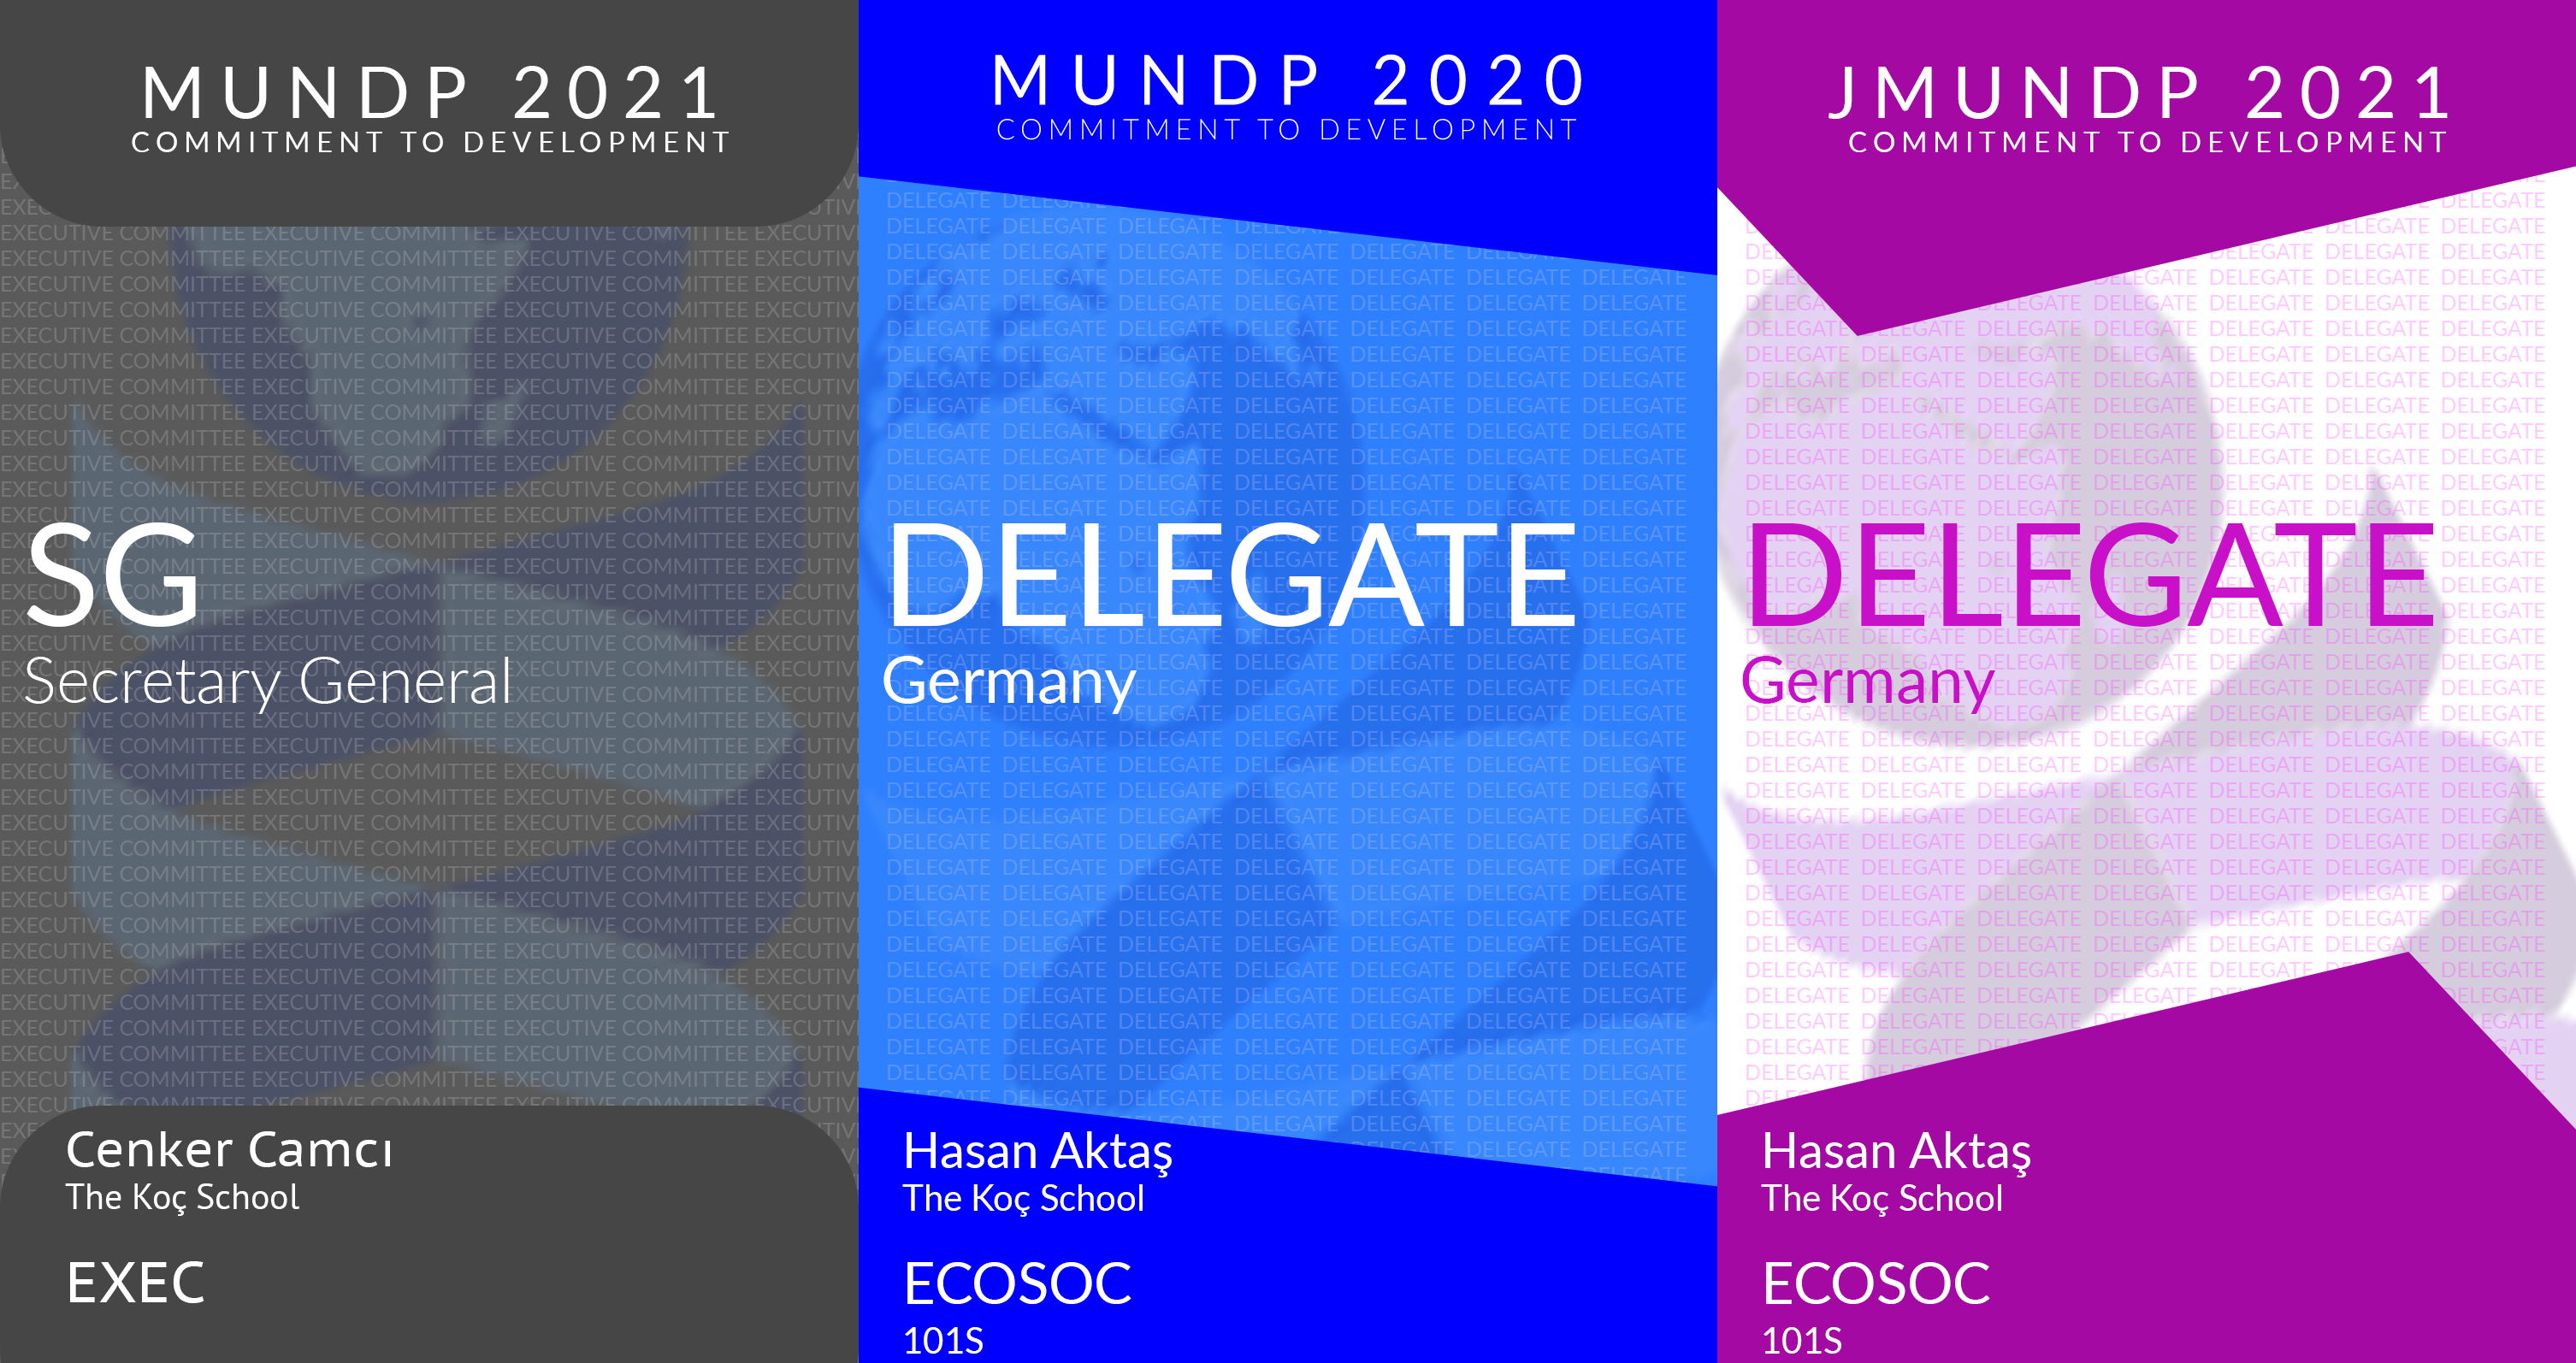 MUNDP 2021
COMMITMENT TO DEVELOPMENT
SG
Secretary General
Cenker Camcı
The Koç School
EXEC
MUNDP 2020
COMMITMENT TO DEVELOPMENT
DELEGATE
Germany
Hasan Aktaş
The Koç School
ECOSOC
101S
JMUNDP 2021
COMMITMENT TO DEVELOPMENT
DELEGATE
Germany
Hasan Aktaş
The Koç School
ECOSOC
101S